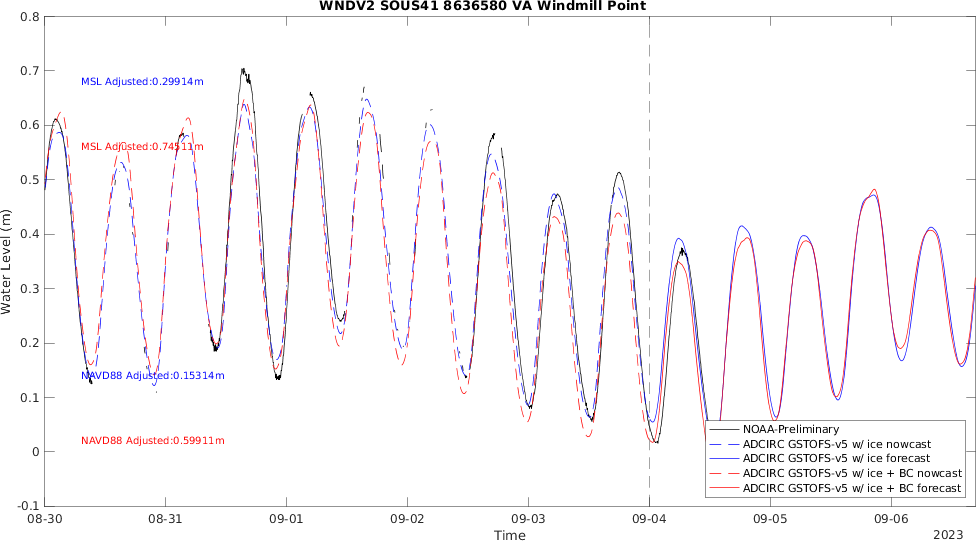 WNDV2 SOUS41 8636580 VA Windmill Point
0.8
0.7
0.6
0.5
0.4
0.3
0.2
0.1
0
-0.1
Water Level (m)
MSL Adjusted:0.29914m
MSL Adjusted:0.74511m
NAVD88 Adjusted:0.15314m
NAVD88 Adjusted:0.59911m
NOAA-Preliminary
ADCIRC GSTOFS-v5 w/ ice nowcast
ADCIRC GSTOFS-v5 w/ ice forecast
ADCIRC GSTOFS-v5 w/ ice + BC nowcast
ADCIRC GSTOFS-v5 w/ ice + BC forecast
08-30 08-31 09-01 09-02 09-03 09-04 09-05 09-06
Time
2023